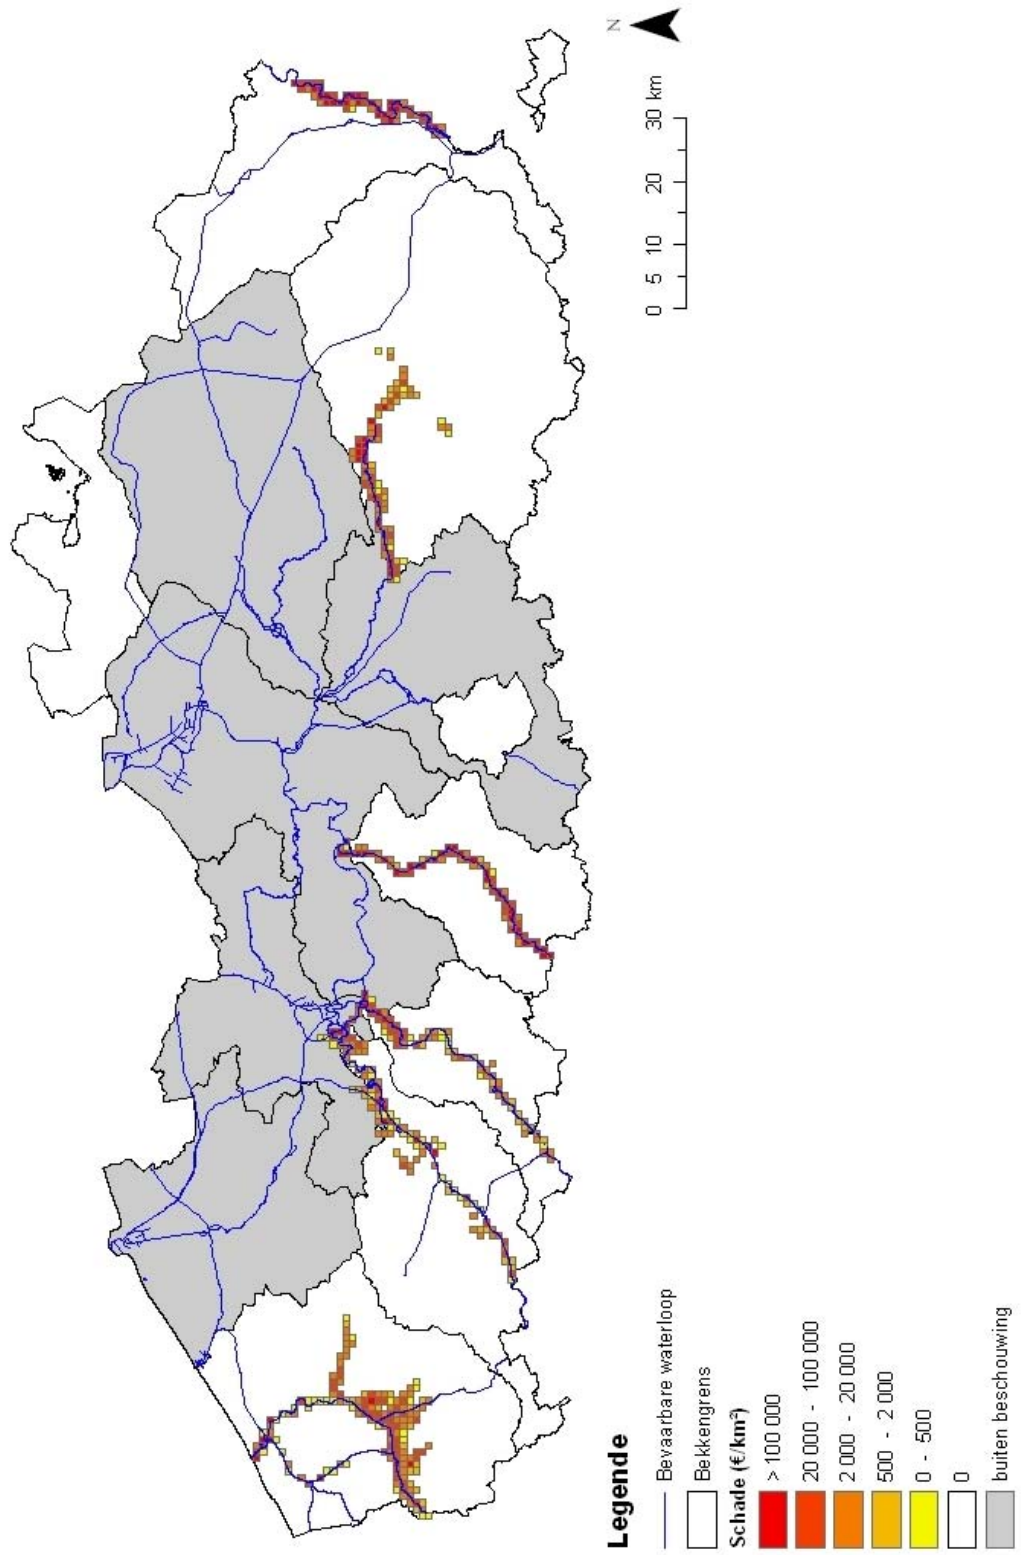 Legende
Bevaarbare waterloop
Bekkengrens
Schade (€/km²)
> 100 000
20 000 - 100 000
2 000 - 20 000
500 - 2 000
0 - 500
0
buiten beschouwing
0 5 10 20 30 km
N